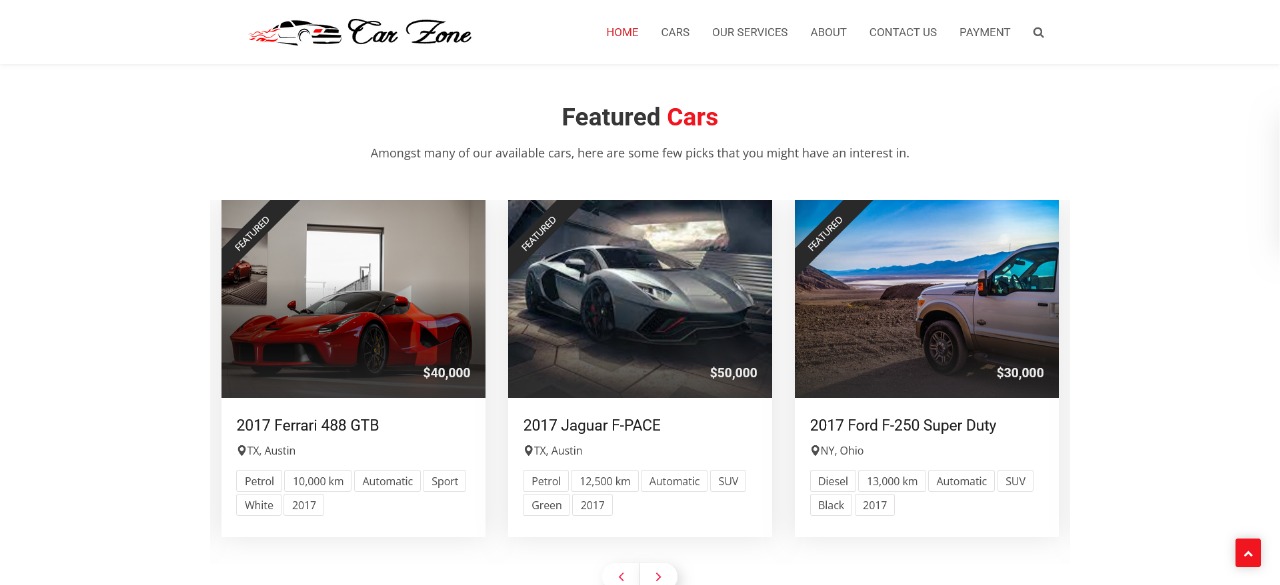 Car Zone
HOME CARS OUR SERVICES ABOUT CONTACT US PAYMENT
Featured Cars
Amongst many of our available cars, here are some few picks that you might have an interest in.
FEATURED
$40,000
2017 Ferrari 488 GTB
TX, Austin
Petrol 10,000 km Automatic Sport
White 2017
FEATURED
$50,000
2017 Jaguar F-PACE
TX, Austin
Petrol 12,500 km Automatic SUV
Green 2017
FEATURED
$30,000
2017 Ford F-250 Super Duty
NY, Ohio
Diesel 13,000 km Automatic SUV
Black 2017